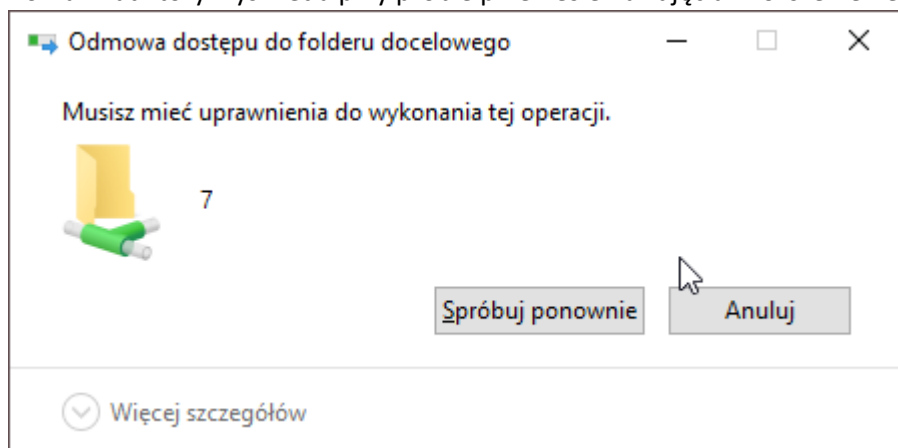 Odmowa dostępu do folderu docelowego
Musisz mieć uprawnienia do wykonania tej operacji.
7
Spróbuj ponownie
Anuluj
Więcej szczegółów